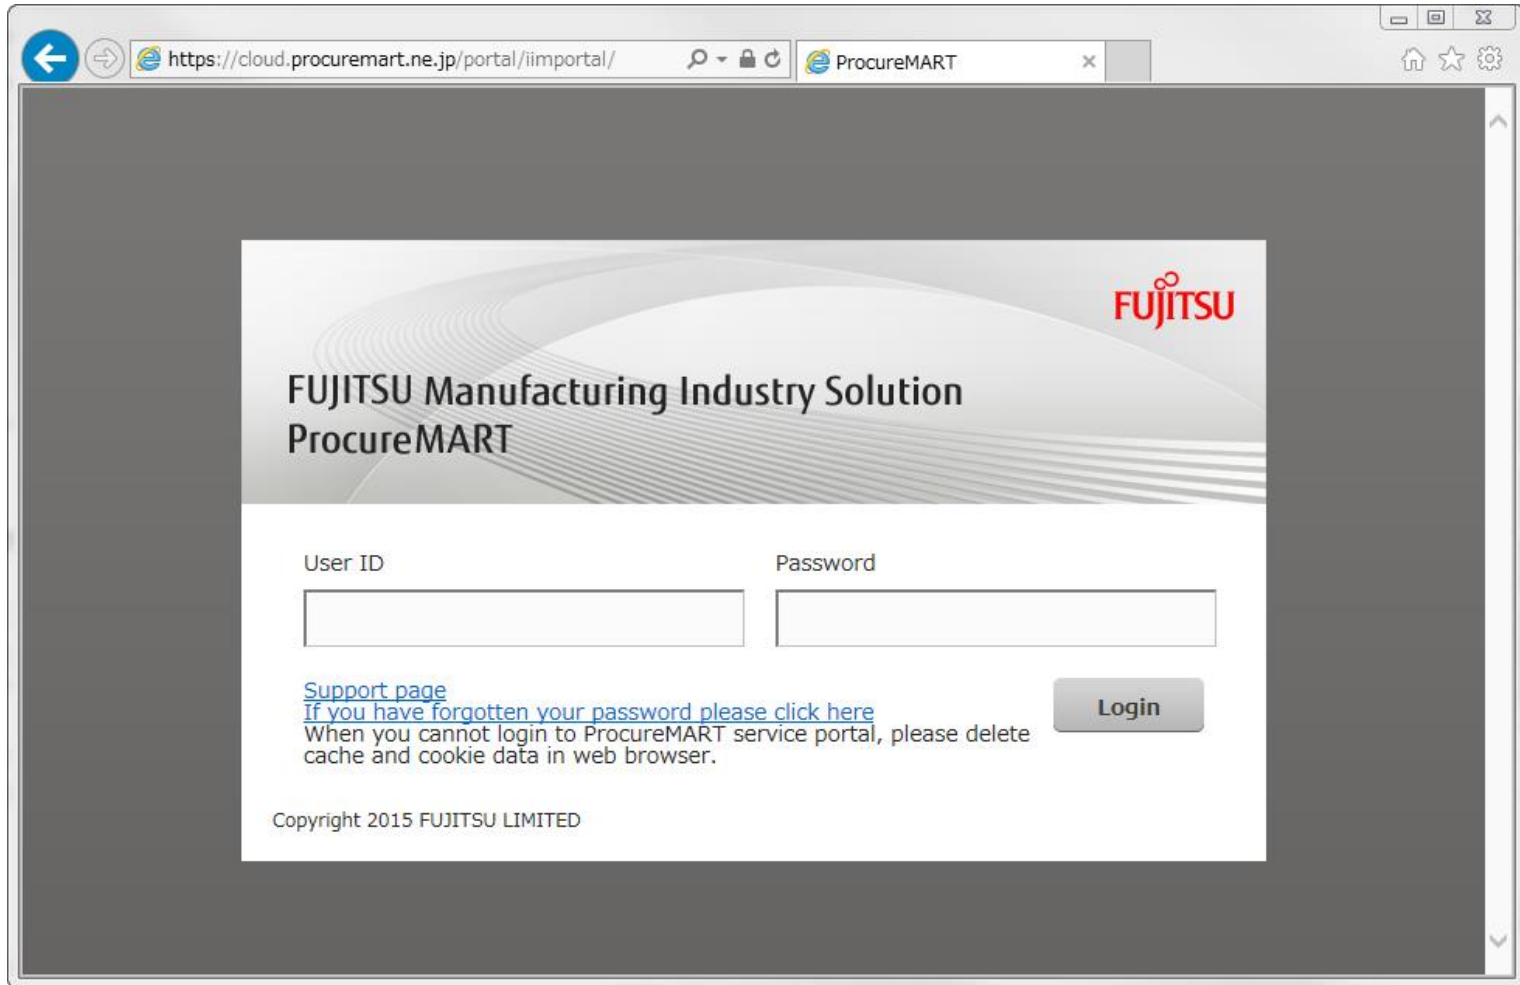 https://cloud.procuremart.ne.jp/portal/iimportal/
ProcureMART
FUJITSU
FUJITSU Manufacturing Industry Solution
ProcureMART
User ID
Password
Support page
If you have forgotten your password please click here
When you cannot login to ProcureMART service portal, please delete
cache and cookie data in web browser.
Login
Copyright 2015 FUJITSU LIMITED